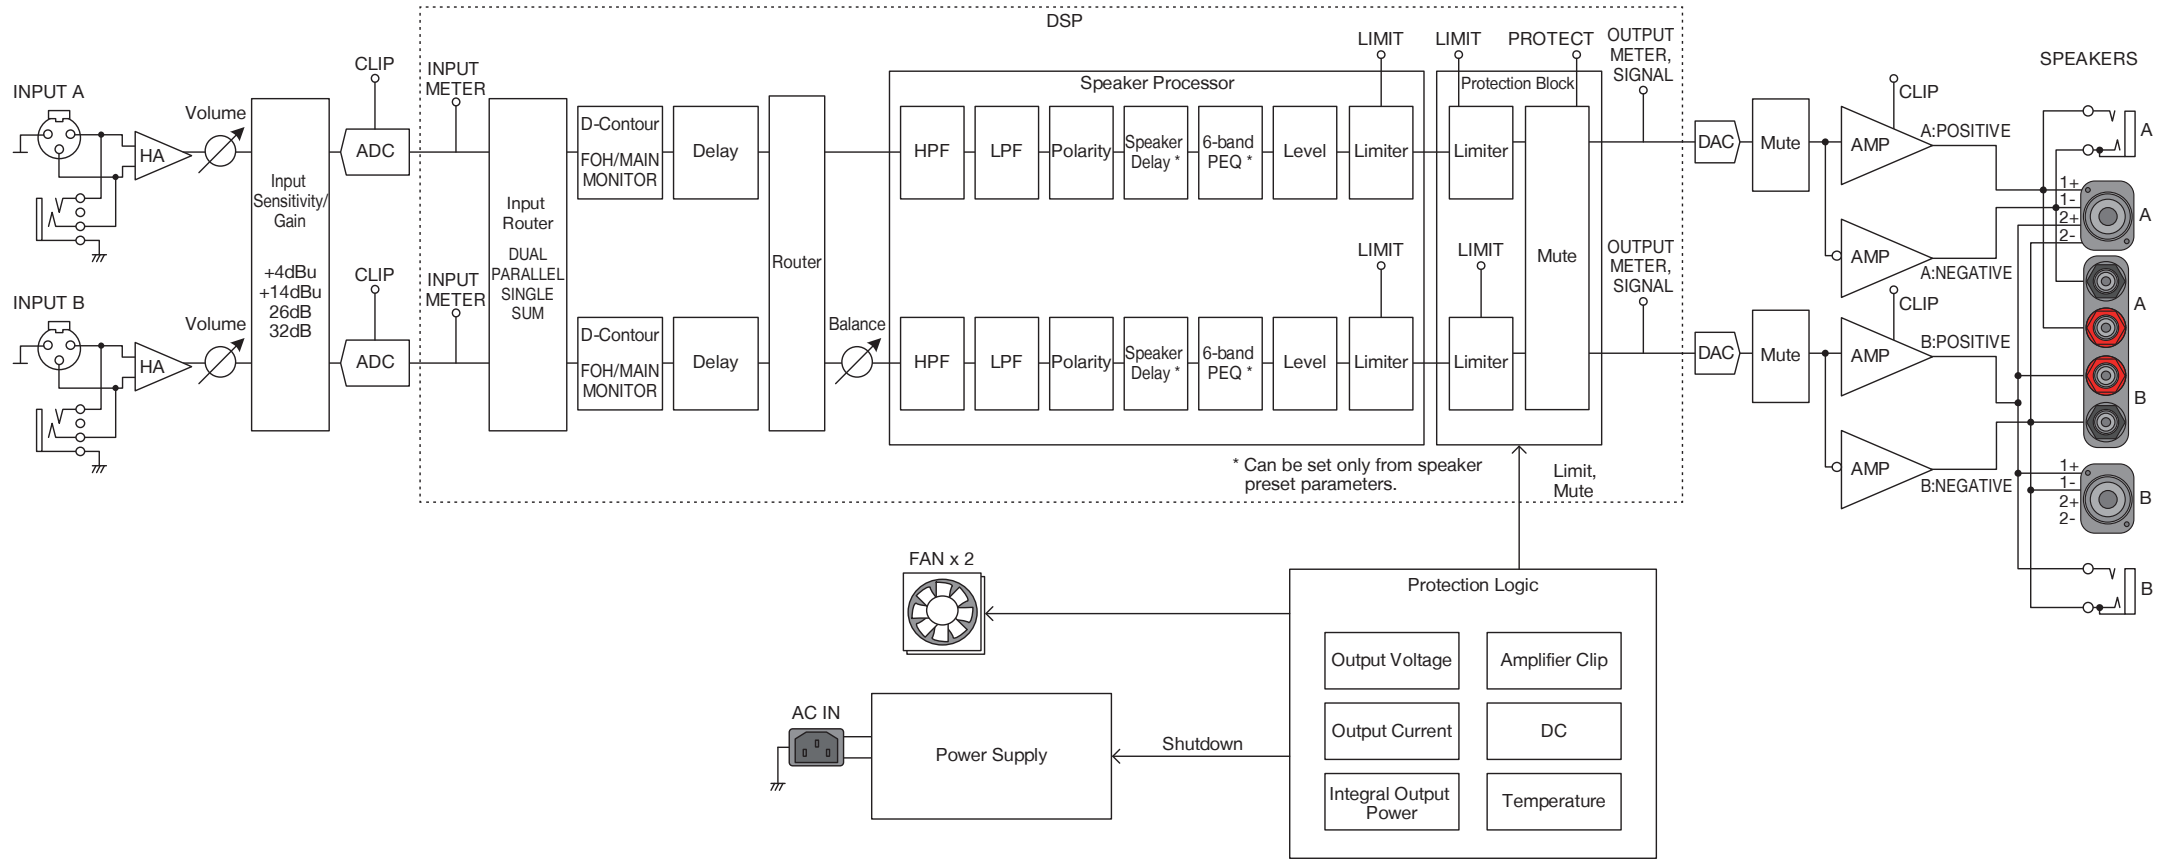 DSP
INPUT A
Volume
HA
Input
Sensitivity/
Gain
+4dBu
+14dBu
26dB
32dB
CLIP
ADC
INPUT
METER
Input
Router
DUAL
PARALLEL
SINGLE
SUM
D-Contour
FOH/MAIN
MONITOR
Delay
Router
Speaker Processor
HPF
LPF
Polarity
Speaker
Delay *
6-band
PEQ *
Level
Limiter
LIMIT
Protection Block
LIMIT
PROTECT
Limiter
Mute
OUTPUT
METER,
SIGNAL
DAC
Mute
AMP
CLIP
A:POSITIVE
AMP
A:NEGATIVE
INPUT B
Volume
HA
CLIP
ADC
INPUT
METER
D-Contour
FOH/MAIN
MONITOR
Delay
Balance
HPF
LPF
Polarity
Speaker
Delay *
6-band
PEQ *
Level
Limiter
LIMIT
LIMIT
Limiter
OUTPUT
METER,
SIGNAL
DAC
Mute
AMP
CLIP
B:POSITIVE
AMP
B:NEGATIVE
SPEAKERS
A
1+
1-
2+
2-
A
A
B
1+
1-
2+
2-
B
B
* Can be set only from speaker
preset parameters.
Limit,
Mute
FAN x 2
AC IN
Power Supply
Shutdown
Protection Logic
Output Voltage
Amplifier Clip
Output Current
DC
Integral Output
Power
Temperature